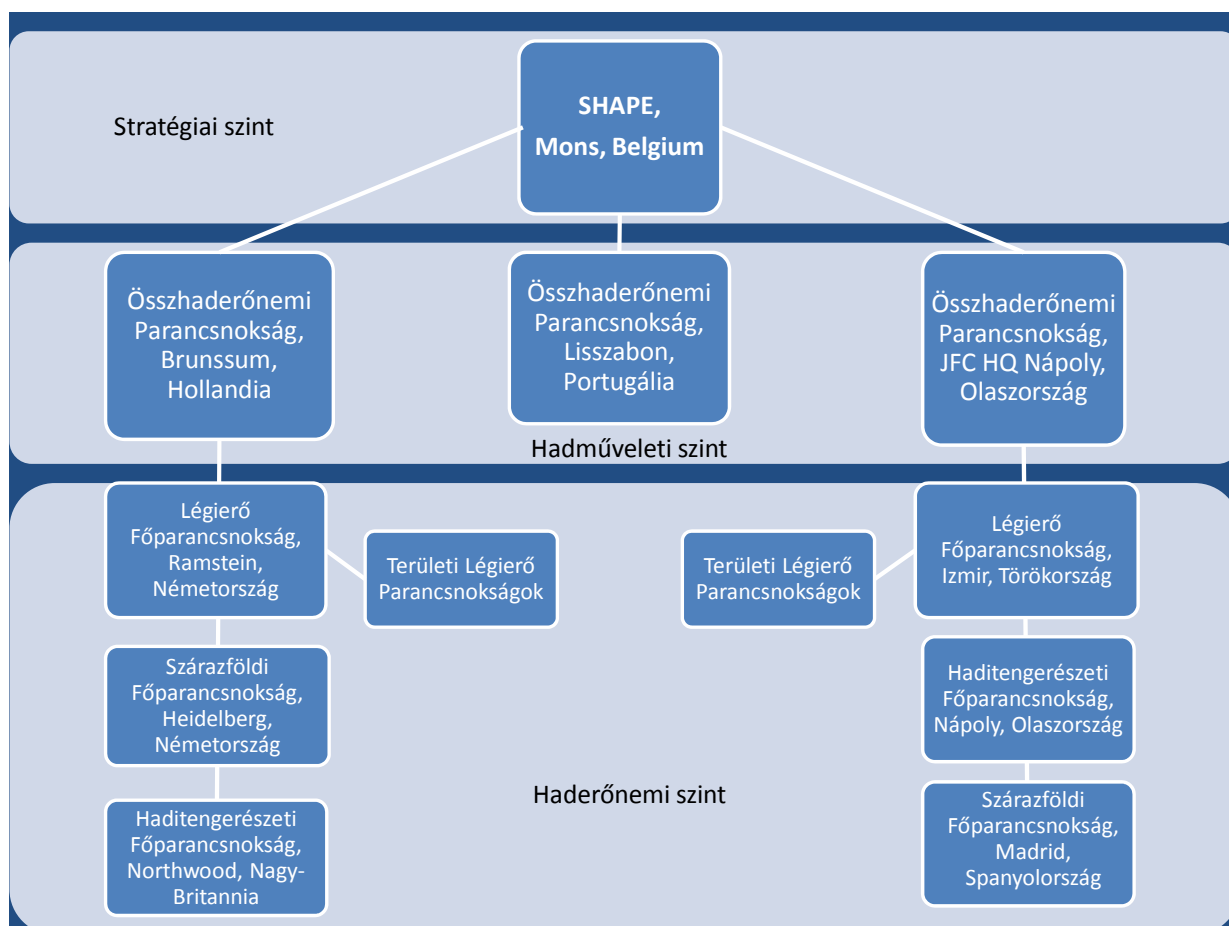 Stratégiai szint
SHAPE,
Mons, Belgium
Összhaderőnemi
Parancsnokság,
Brunssum,
Hollandia
Összhaderőnemi
Parancsnokság,
Lisszabon,
Portugália
Összhaderőnemi
Parancsnokság,
JFC HQ Nápoly,
Olaszország
Hadműveleti szint
Légierő
Főparancsnokság,
Ramstein,
Németország
Területi Légierő
Parancsnokságok
Területi Légierő
Parancsnokságok
Légierő
Főparancsnokság,
Izmir, Törökország
Szárazföldi
Főparancsnokság,
Heidelberg,
Németország
Haditengerészeti
Főparancsnokság,
Nápoly, Olaszország
Haderőnemi szint
Haditengerészeti
Főparancsnokság,
Northwood, Nagy-
Britannia
Szárazföldi
Főparancsnokság,
Madrid,
Spanyolország